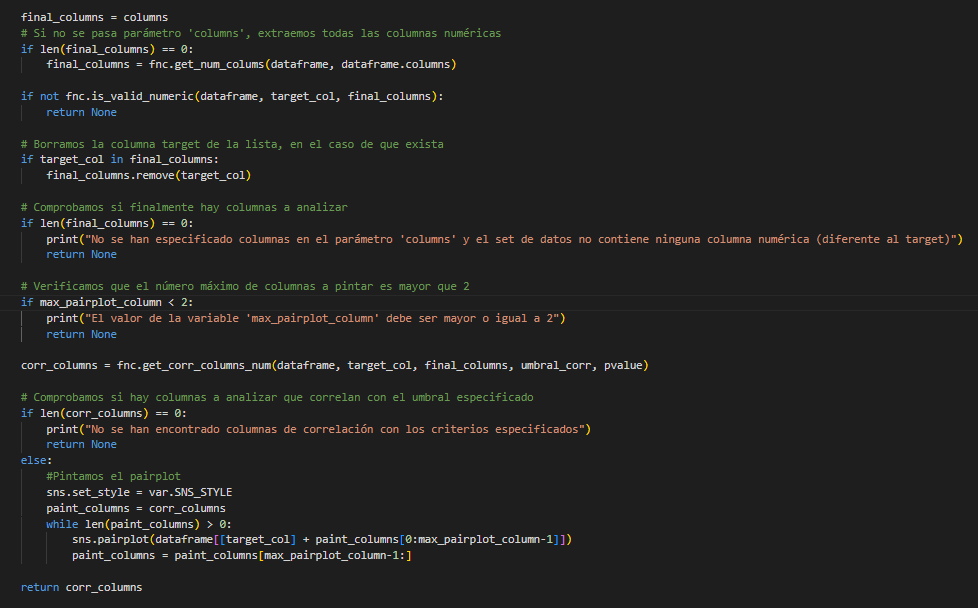 final_columns = columns
# Si no se pasa parámetro 'columns', extraemos todas las columnas numéricas
if len(final_columns) == 0:
    final_columns = fnc.get_num_colums(dataframe, dataframe.columns)

if not fnc.is_valid_numeric(dataframe, target_col, final_columns):
    return None

# Borramos la columna target de la lista, en el caso de que exista
if target_col in final_columns:
    final_columns.remove(target_col)

# Comprobamos si finalmente hay columnas a analizar
if len(final_columns) == 0:
    print("No se han especificado columnas en el parámetro 'columns' y el set de datos no contiene ninguna columna numérica (diferente al target)")
    return None

# Verificamos que el número máximo de columnas a pintar es mayor que 2
if max_pairplot_column < 2:
    print("El valor de la variable 'max_pairplot_column' debe ser mayor o igual a 2")
    return None

corr_columns = fnc.get_corr_columns_num(dataframe, target_col, final_columns, umbral_corr, pvalue)

# Comprobamos si hay columnas a analizar que correlan con el umbral especificado
if len(corr_columns) == 0:
    print("No se han encontrado columnas de correlación con los criterios especificados")
    return None
else:
    #Pintamos el pairplot
    sns.set_style = var.SNS_STYLE
    paint_columns = corr_columns
    while len(paint_columns) > 0:
        sns.pairplot(dataframe[[target_col] + paint_columns[0:max_pairplot_column-1]])
        paint_columns = paint_columns[max_pairplot_column-1:]

return corr_columns